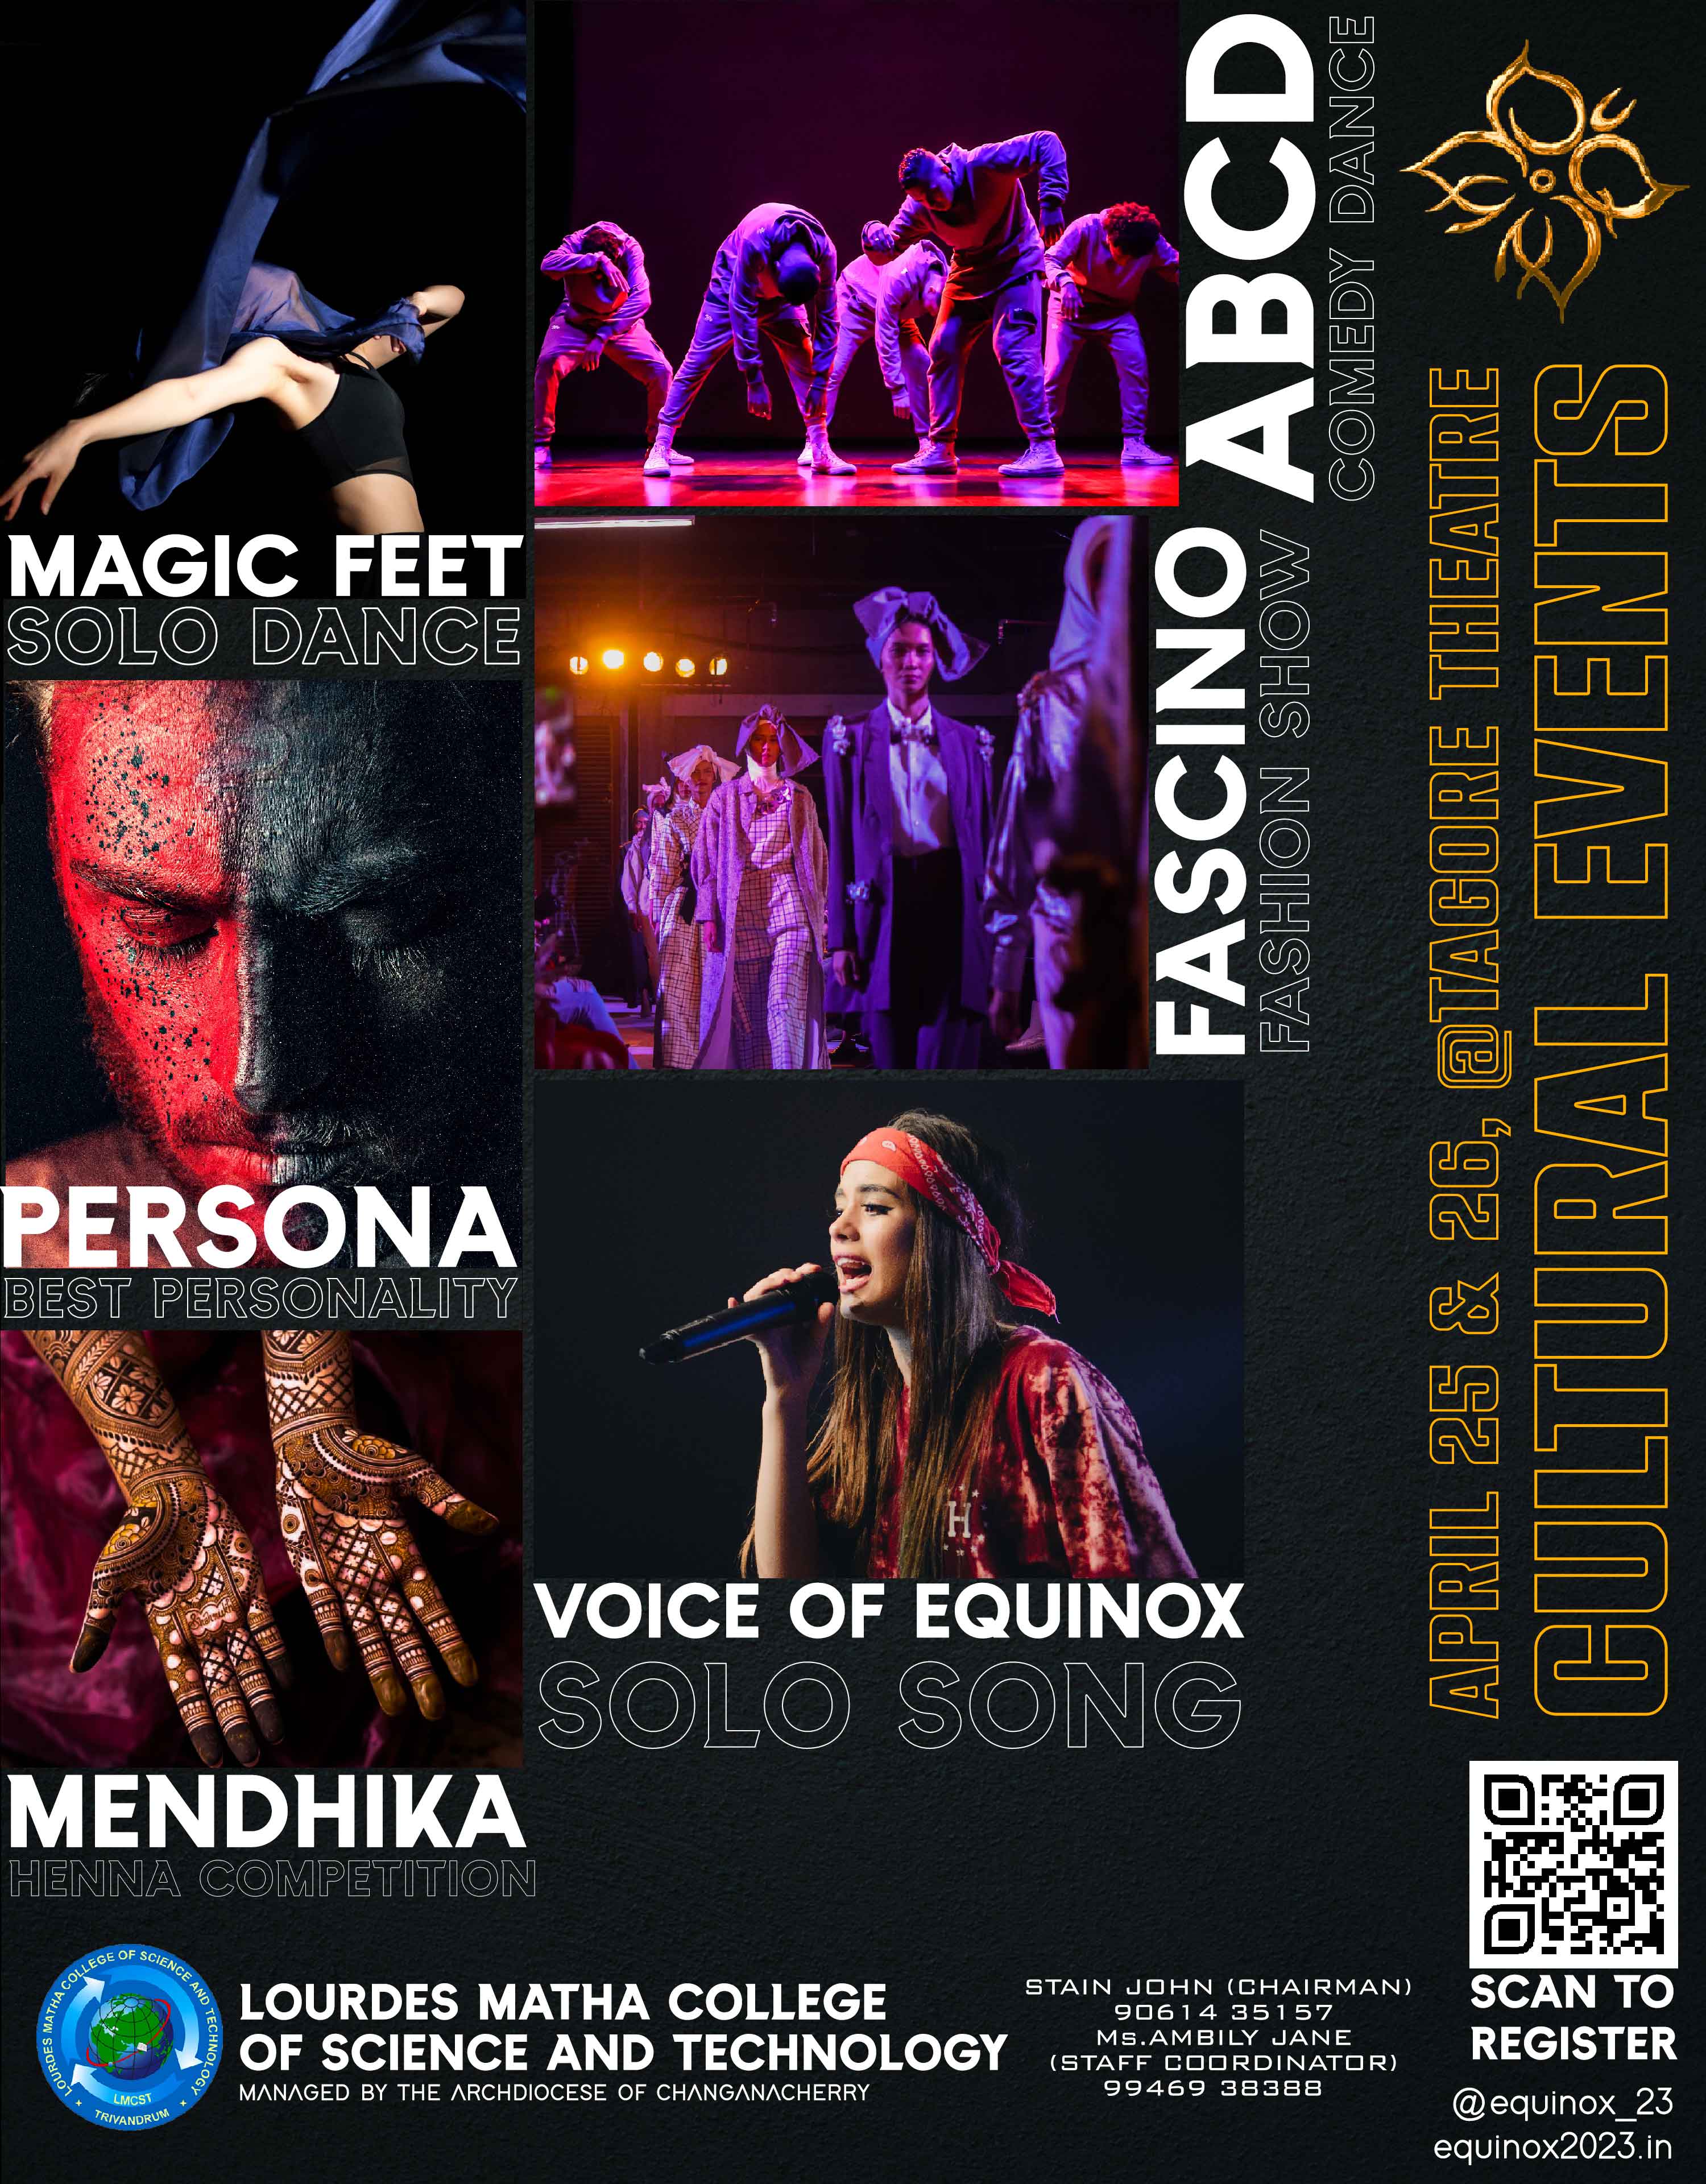 MAGIC FEET
SOLO DANCE
ABCD
COMEDY DANCE
FASCINO
FASHION SHOW
PERSONA
BEST PERSONALITY
VOICE OF EQUINOX
SOLO SONG
MENDHIKA
HENNA COMPETITION
H
APRIL 25 & 26, @TAGORE THEATRE
CULTURAL EVENTS
LOURDES MATHA COLLEGE OF SCIENCE AND TECHNOLOGY
LMCST
TRIVANDRUM
LOURDES MATHA COLLEGE
OF SCIENCE AND TECHNOLOGY
MANAGED BY THE ARCHDIOCESE OF CHANGANACHERRY
STAIN JOHN (CHAIRMAN)
90614 35157
Ms.AMBILY JANE
(STAFF COORDINATOR)
99469 38388
SCAN TO
REGISTER
@equinox_23
equinox2023.in